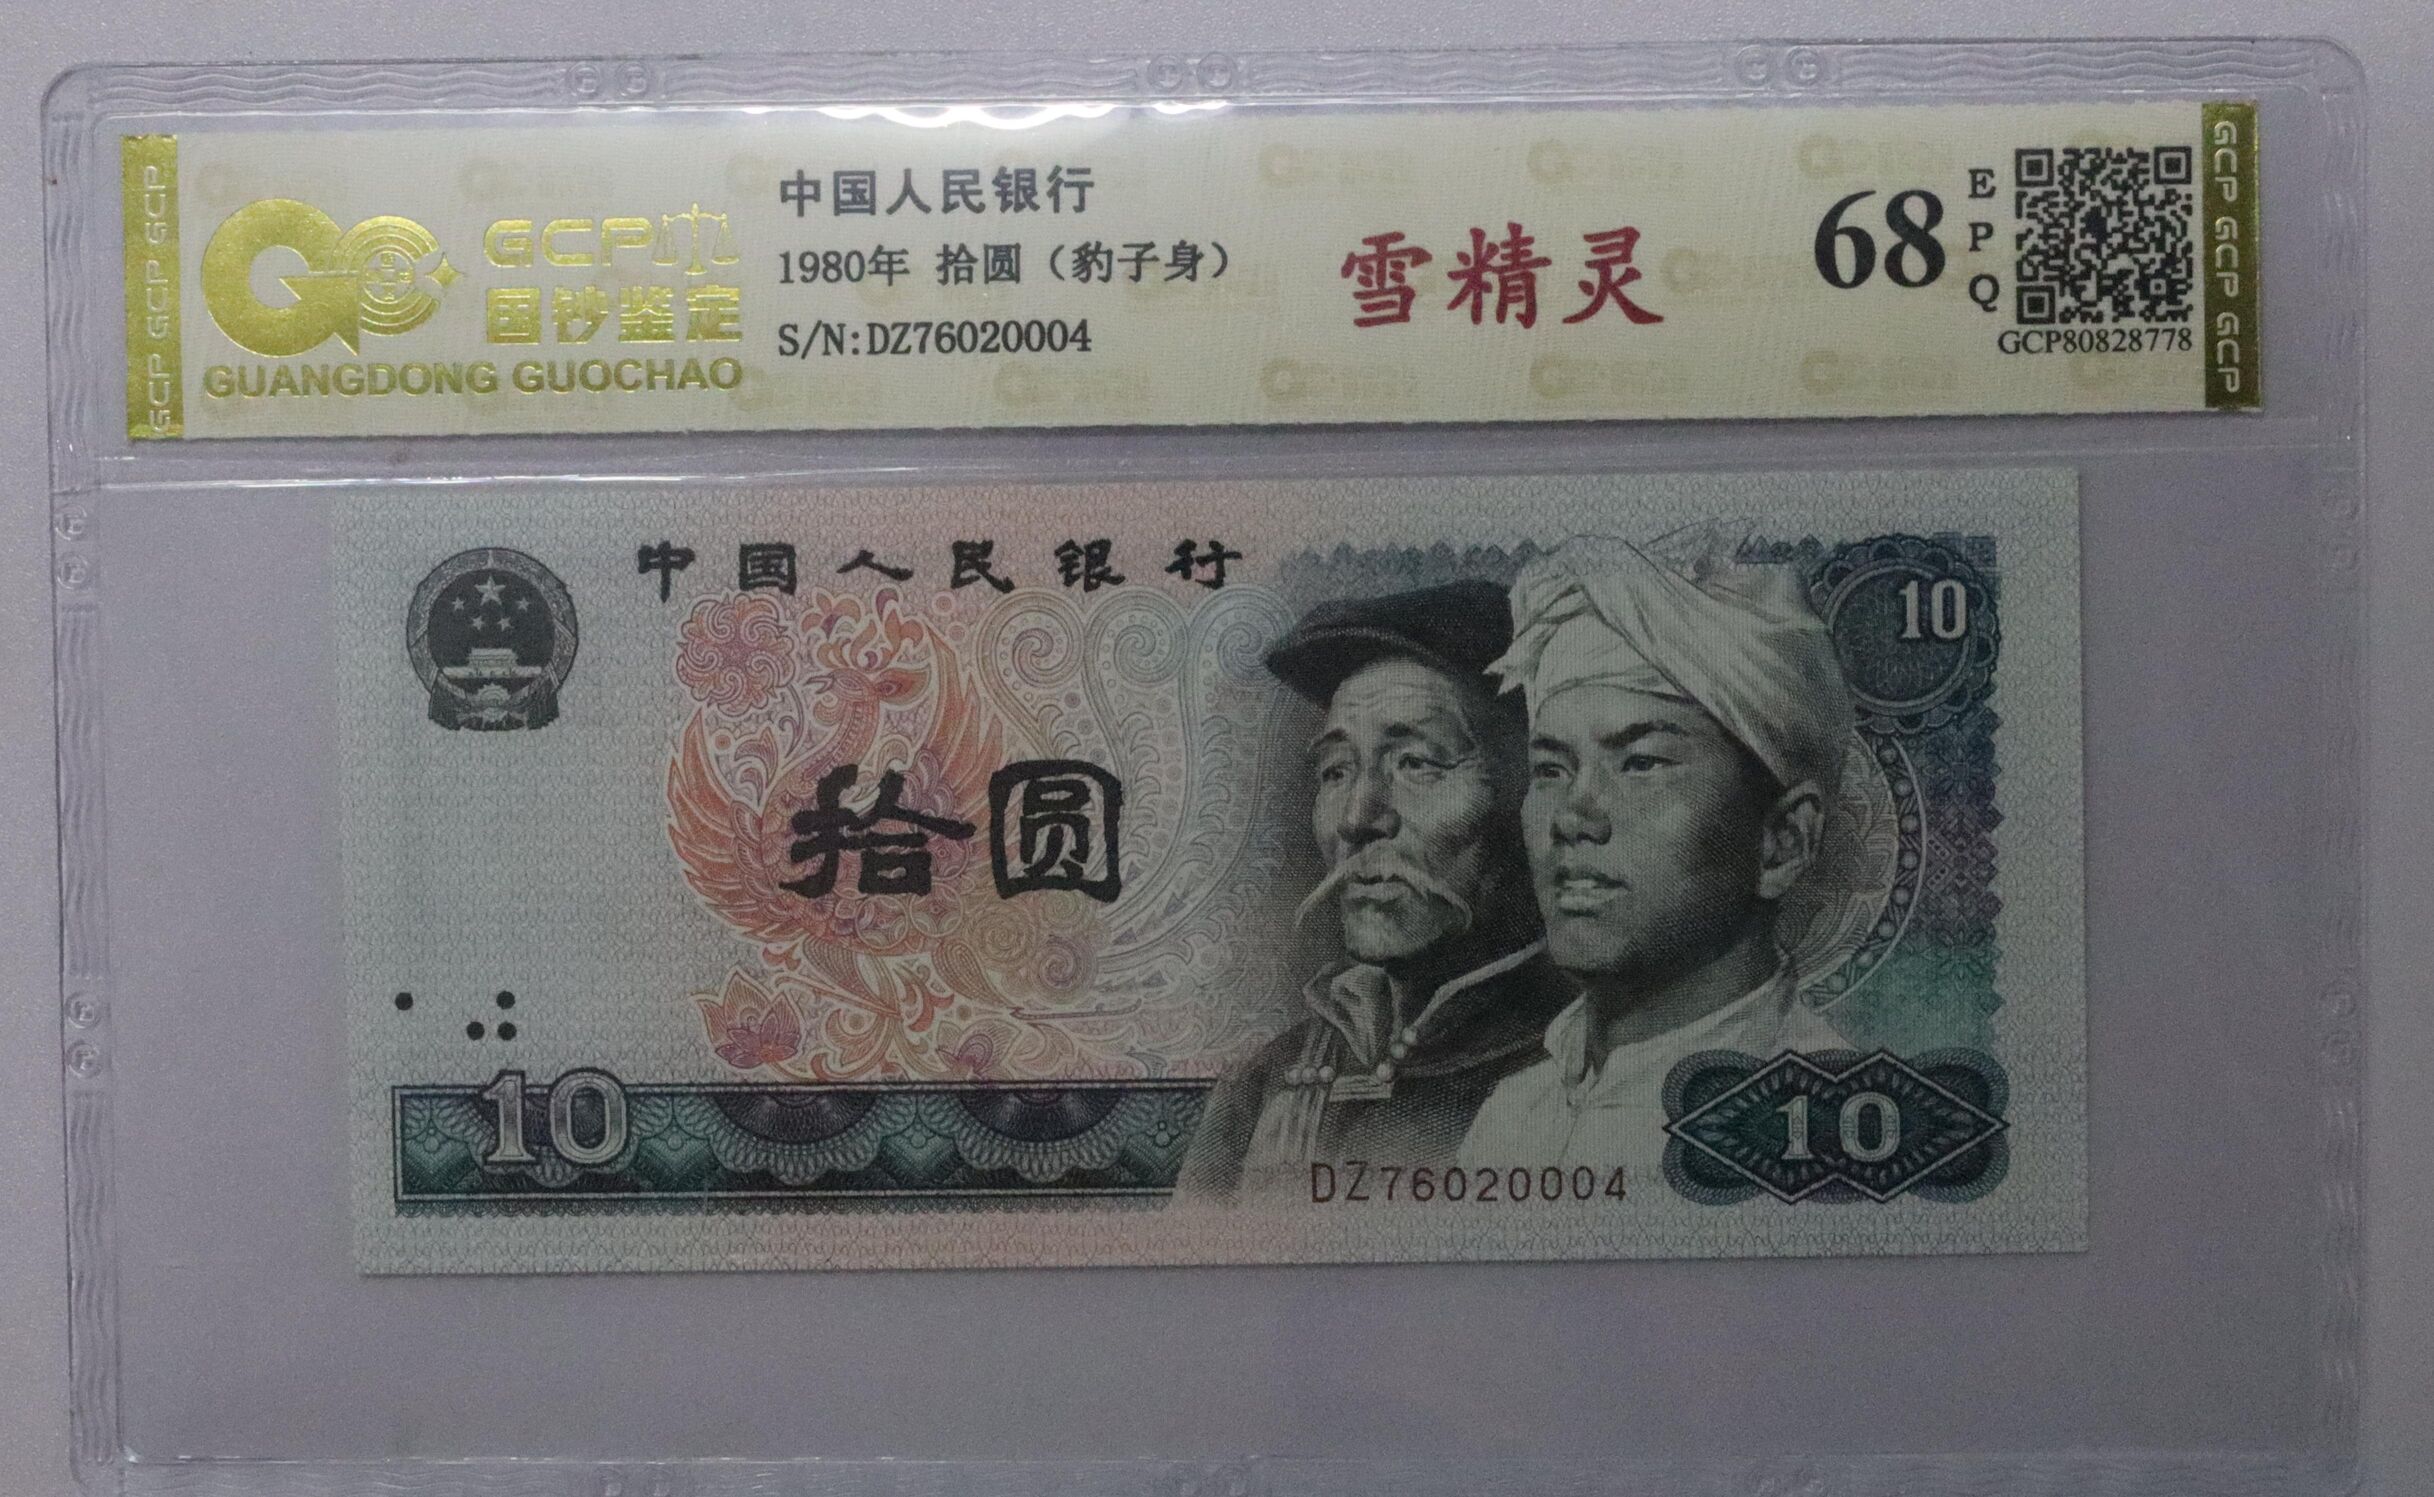 GCP GCP GCP
GCP
国钞鉴定
GUANGDONG GUOCHAO
中国人民银行
1980年 拾圆（豹子身）
S/N:DZ76020004
雪精灵
68
EPQ
GCP80828778
GCP GCP GCP
中国人民银行
10
拾圆
10
10
DZ76020004